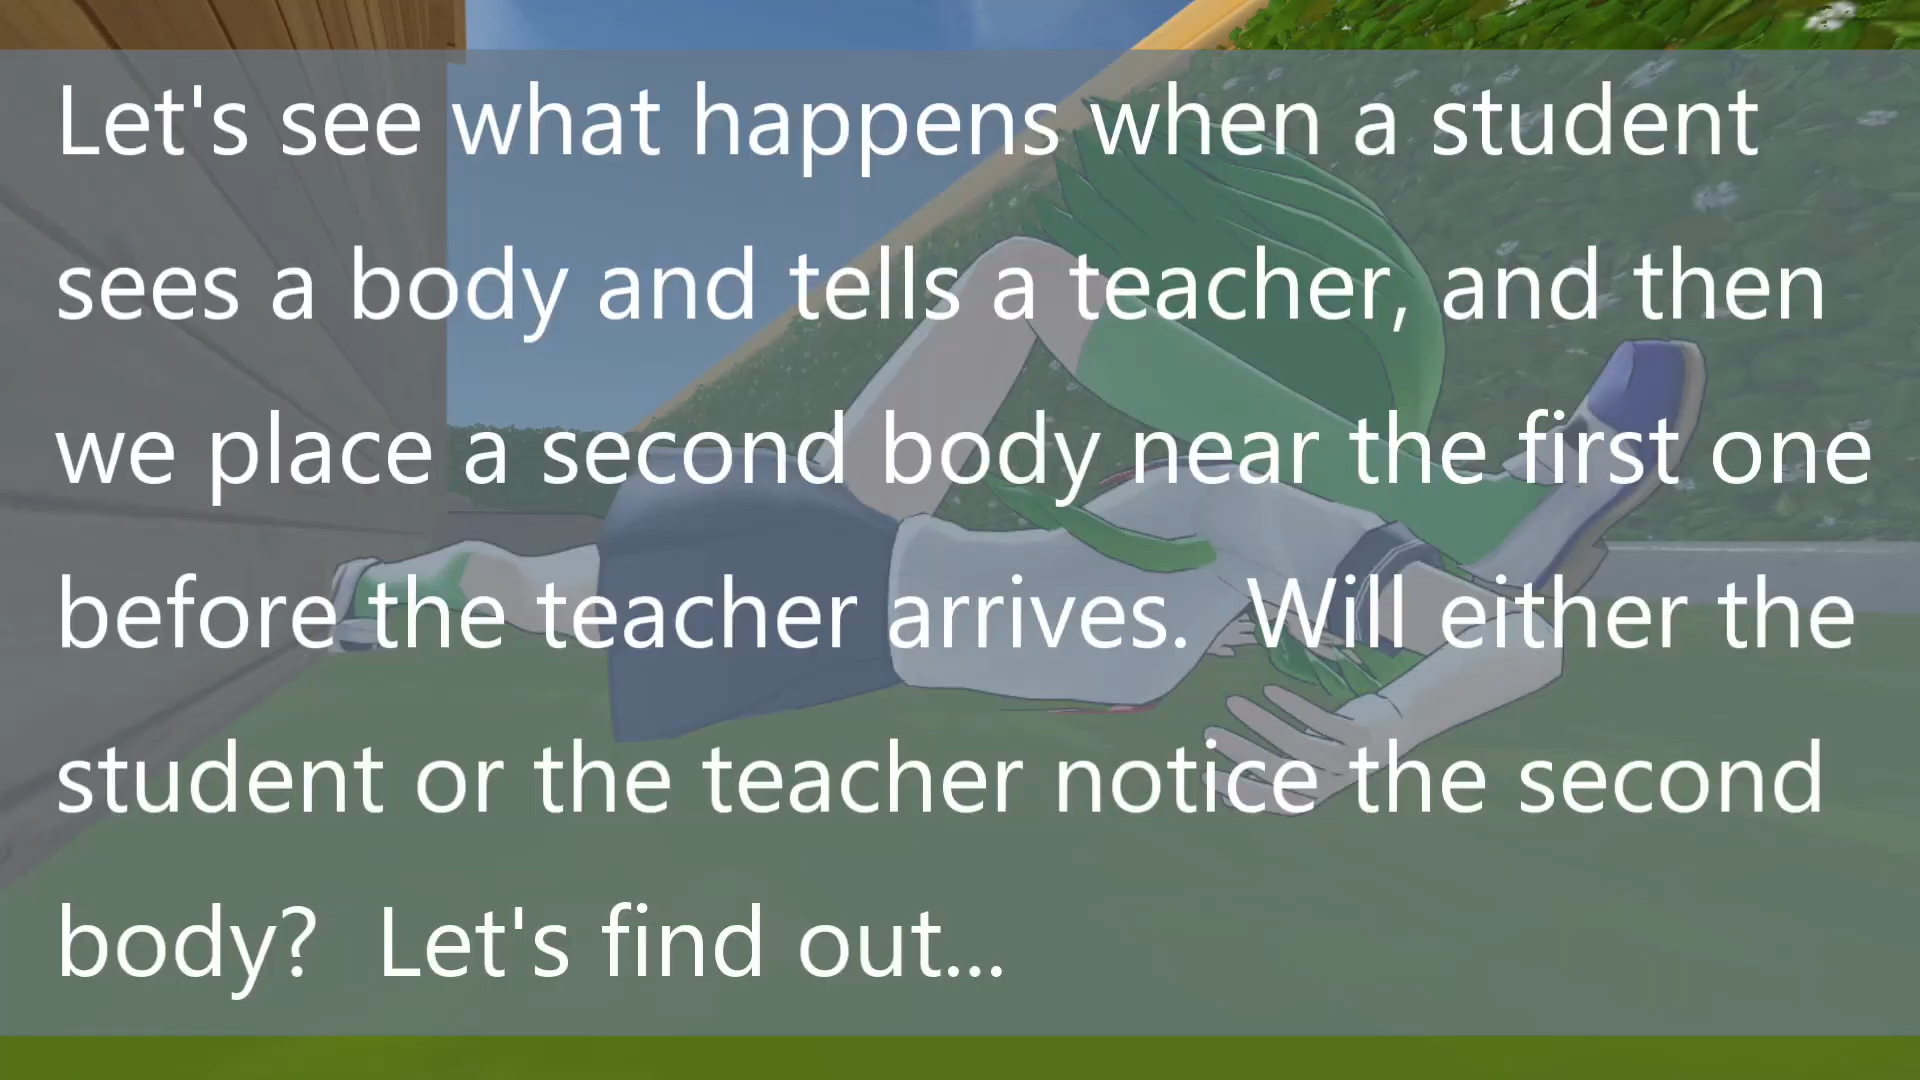 Let's see what happens when a student
sees a body and tells a teacher, and then
we place a second body near the first one
before the teacher arrives.  Will either the
student or the teacher notice the second
body?  Let's find out...